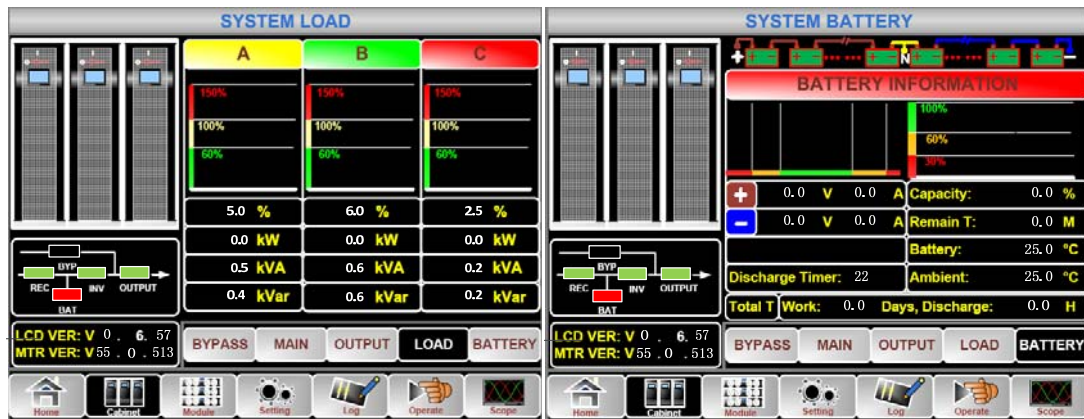 SYSTEM LOAD
A B C
150% 150% 150%
100% 100% 100%
60% 60% 60%
5.0 % 6.0 % 2.5 %
0.0 kW 0.0 kW 0.0 kW
0.5 kVA 0.6 kVA 0.2 kVA
0.4 kVar 0.6 kVar 0.2 kVar
BYP
REC INV OUTPUT
BAT
LCD VER: V 0 . 6. 57
MTR VER: V55 . 0 . 513
BYPASS MAIN OUTPUT LOAD BATTERY
Home Cabinet Module Setting Log Operate Scope
SYSTEM BATTERY
+ N -
BATTERY INFORMATION
100%
60%
30%
+ 0.0 V 0.0 A Capacity: 0.0 %
- 0.0 V 0.0 A Remain T: 0.0 M
Battery: 25.0 °C
Discharge Timer: 22 Ambient: 25.0 °C
Total T Work: 0.0 Days, Discharge: 0.0 H
BYP
REC INV OUTPUT
BAT
LCD VER: V 0 . 6. 57
MTR VER: V55 . 0 . 513
BYPASS MAIN OUTPUT LOAD BATTERY
Home Cabinet Module Setting Log Operate Scope